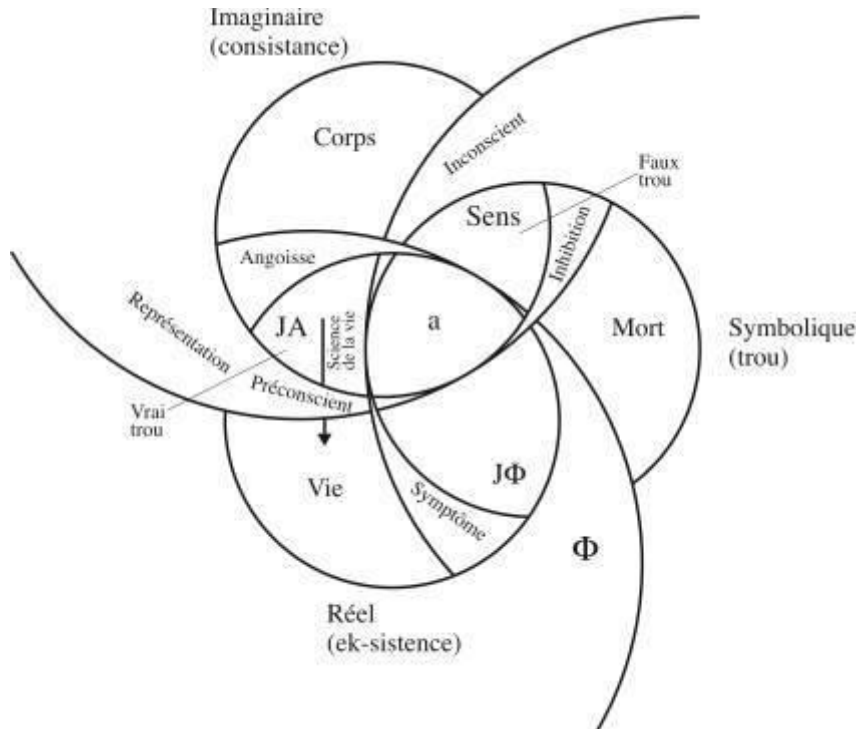 Imaginaire
(consistance)
Corps
Inconscient
Faux
trou
Sens
Inhibition
Angoisse
Mort
Symbolique
(trou)
JA
Science
de la vie
a
Représentation
Préconscient
Vrai
trou
Vie
Symptôme
JΦ
Φ
Réel
(ek-sistence)